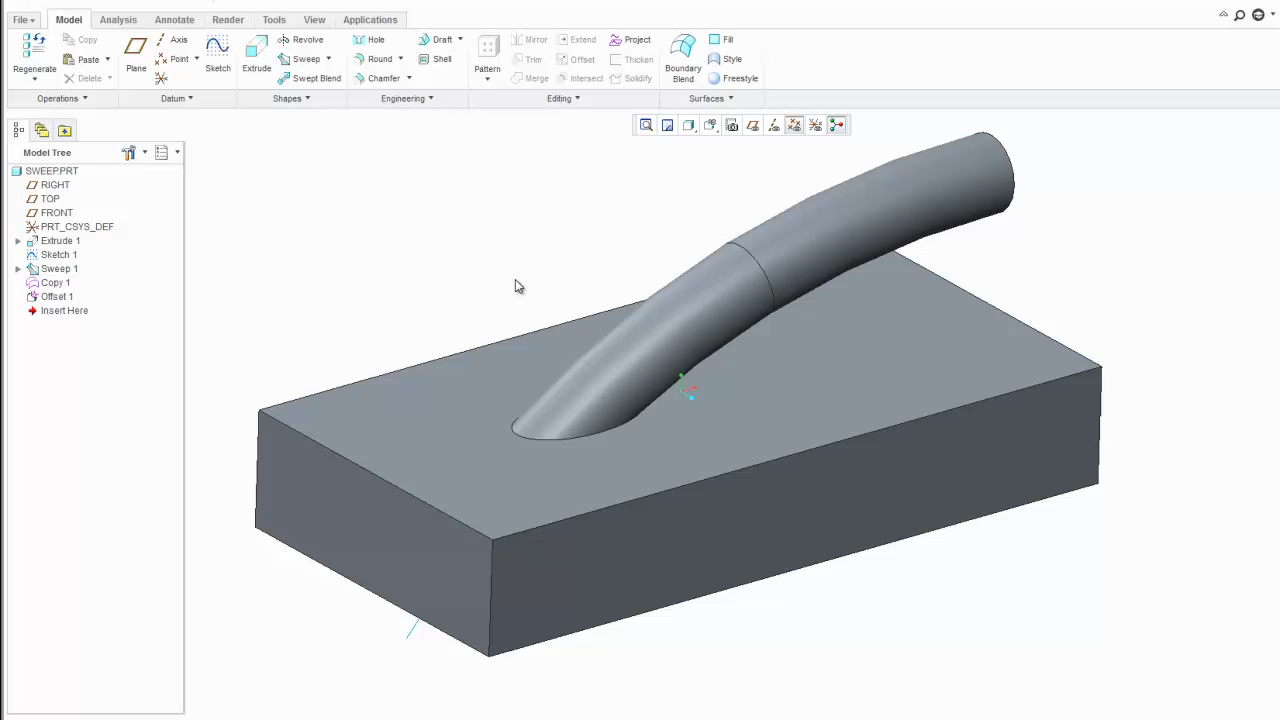 File Model Analysis Annotate Render Tools View Applications
Regenerate Copy Paste Delete Plane Axis Point Sketch Extrude Revolve Sweep Swept Blend Hole Round Chamfer Draft Shell Pattern Mirror Trim Merge Extend Offset Intersect Project Thicken Solidify Boundary Blend Fill Style Freestyle
Operations Datum Shapes Engineering Editing Surfaces
Model Tree
SWEEP.PRT
RIGHT
TOP
FRONT
PRT_CSYS_DEF
Extrude 1
Sketch 1
Sweep 1
Copy 1
Offset 1
Insert Here